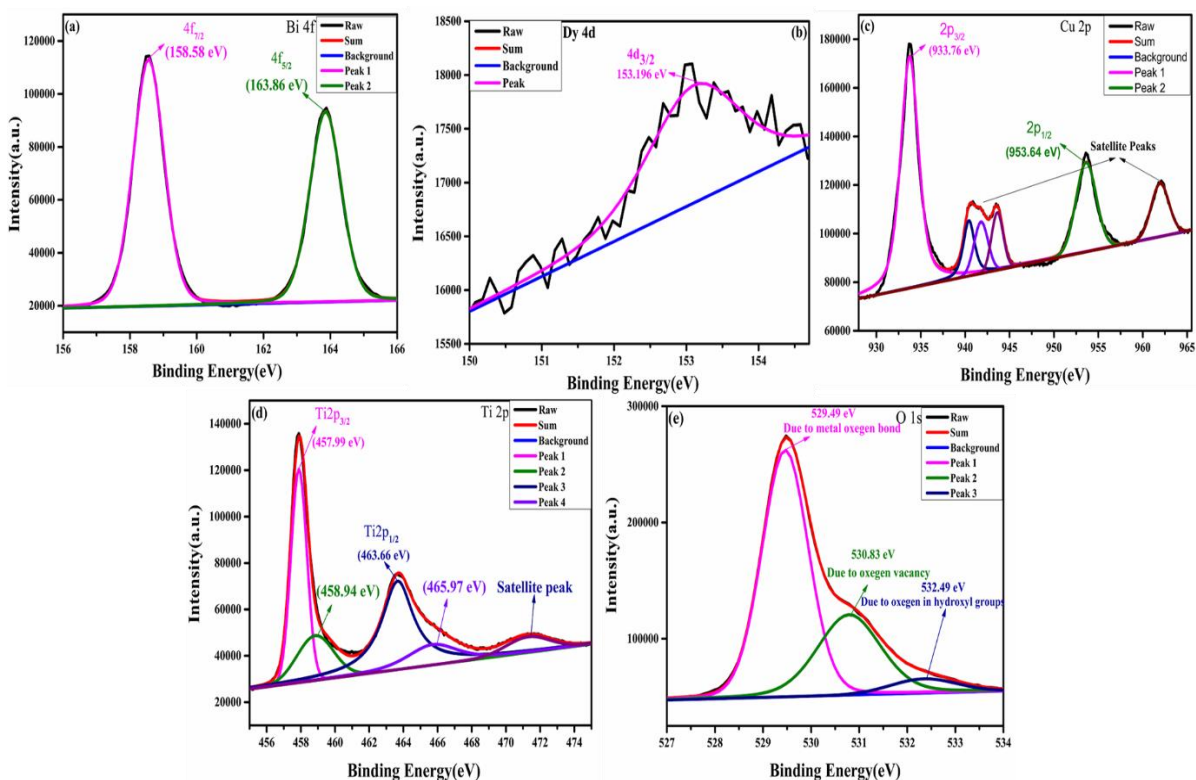 (a)
Bi 4f
4f7/2
(158.58 eV)
4f5/2
(163.86 eV)
Raw
Sum
Background
Peak 1
Peak 2
Intensity(a.u.)
120000
100000
80000
60000
40000
20000
0
156 158 160 162 164 166
Binding Energy(eV)
Dy 4d
(b)
4d3/2
153.196 eV
Raw
Sum
Background
Peak
Intensity(a.u.)
18500
18000
17500
17000
16500
16000
15500
150 151 152 153 154
Binding Energy(eV)
(c)
Cu 2p
2p3/2
(933.76 eV)
2p1/2
(953.64 eV)
Satellite Peaks
Raw
Sum
Background
Peak 1
Peak 2
Intensity(a.u.)
180000
160000
140000
120000
100000
80000
60000
930 935 940 945 950 955 960 965
Binding Energy(eV)
(d)
Ti 2p
Ti2p3/2
(457.99 eV)
(458.94 eV)
Ti2p1/2
(463.66 eV)
(465.97 eV)
Satellite peak
Raw
Sum
Background
Peak 1
Peak 2
Peak 3
Peak 4
Intensity(a.u.)
140000
120000
100000
80000
60000
40000
20000
456 458 460 462 464 466 468 470 472 474
Binding Energy(eV)
(e)
O 1s
529.49 eV
Due to metal oxegen bond
530.83 eV
Due to oxegen vacancy
532.49 eV
Due to oxegen in hydroxyl groups
Raw
Sum
Background
Peak 1
Peak 2
Peak 3
Intensity(a.u.)
300000
200000
100000
0
527 528 529 530 531 532 533 534
Binding Energy(eV)